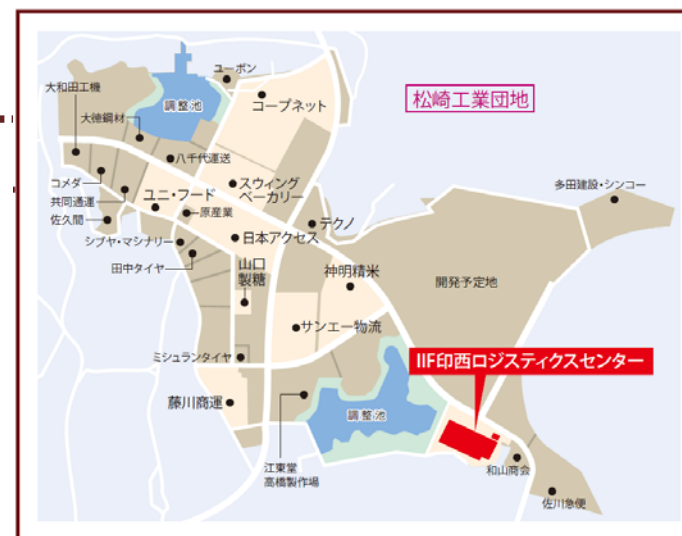 ユーボン
大和田工機
松崎工業団地
コープネット
調整池
大徳鋼材
八千代運送
コメダ
スウィング
ベーカリー
多田建設・シンコー
共同通運
ユニ・フード
佐久間
原産業
テクノ
シブヤ・マシナリー
日本アクセス
田中タイヤ
山口
製糖
神明精米
開発予定地
サンエー物流
ミシュランタイヤ
IIF印西ロジスティクスセンター
藤川商運
調整池
江東堂
高橋製作場
和山商会
佐川急便